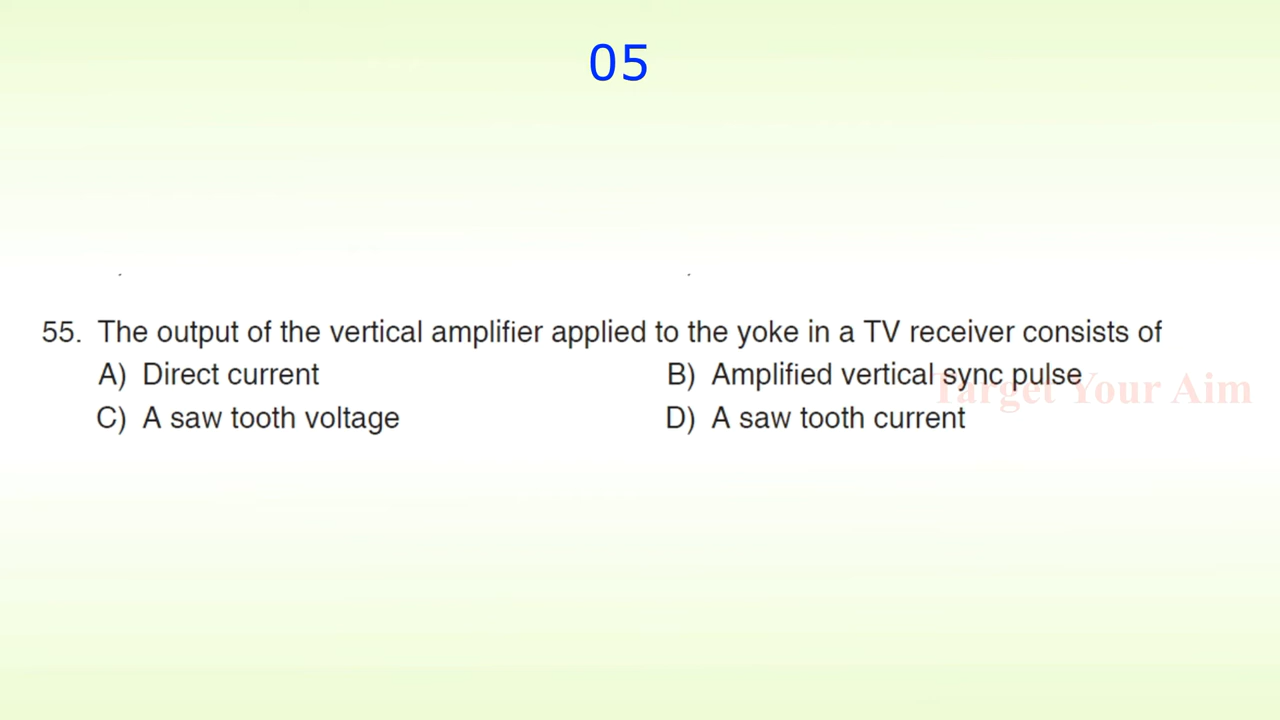 05
55. The output of the vertical amplifier applied to the yoke in a TV receiver consists of
A) Direct current B) Amplified vertical sync pulse
Target Your Aim
C) A saw tooth voltage D) A saw tooth current